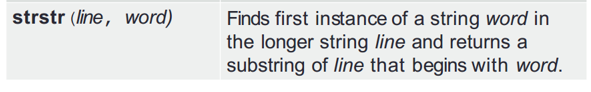 strstr (line, word)
Finds first instance of a string word in
the longer string line and returns a
substring of line that begins with word.